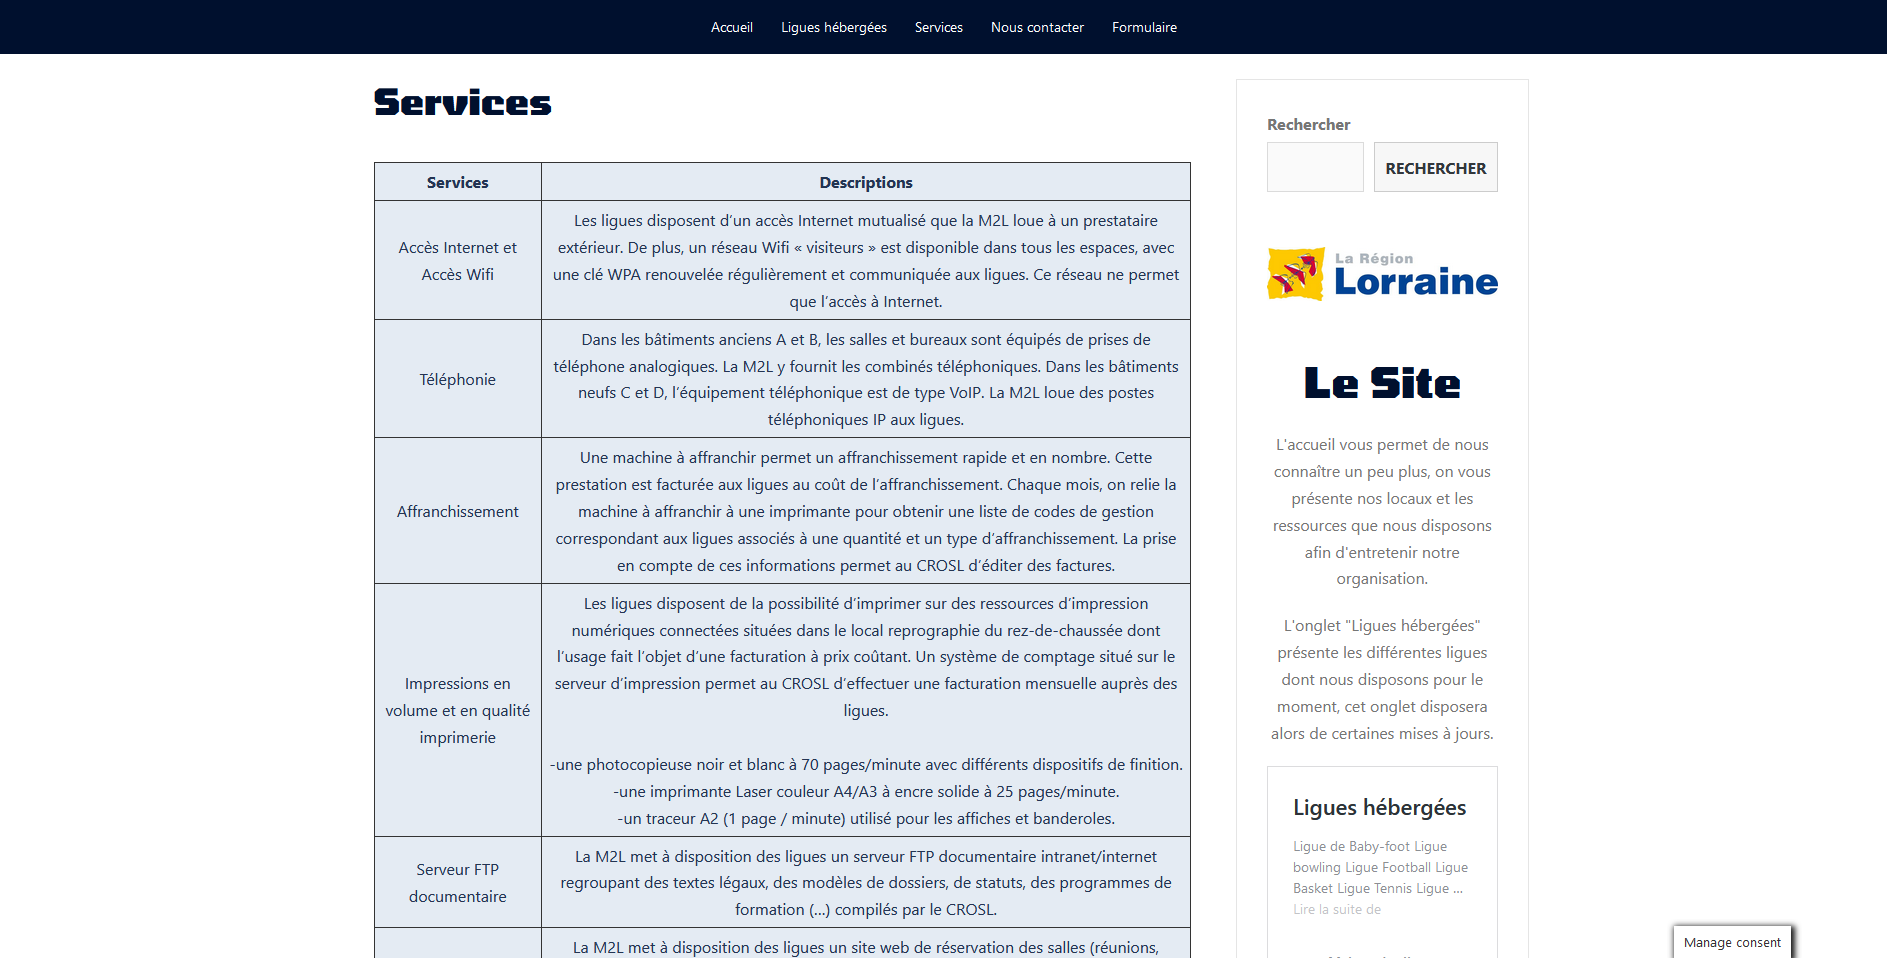 Accueil Ligues hébergées Services Nous contacter Formulaire
Services
Services Descriptions
Accès Internet et
Accès Wifi
Les ligues disposent d’un accès Internet mutualisé que la M2L loue à un prestataire
extérieur. De plus, un réseau Wifi « visiteurs » est disponible dans tous les espaces, avec
une clé WPA renouvelée régulièrement et communiquée aux ligues. Ce réseau ne permet
que l’accès à Internet.
Téléphonie
Dans les bâtiments anciens A et B, les salles et bureaux sont équipés de prises de
téléphone analogiques. La M2L y fournit les combinés téléphoniques. Dans les bâtiments
neufs C et D, l’équipement téléphonique est de type VoIP. La M2L loue des postes
téléphoniques IP aux ligues.
Affranchissement
Une machine à affranchir permet un affranchissement rapide et en nombre. Cette
prestation est facturée aux ligues au coût de l’affranchissement. Chaque mois, on relie la
machine à affranchir à une imprimante pour obtenir une liste de codes de gestion
correspondant aux ligues associés à une quantité et un type d’affranchissement. La prise
en compte de ces informations permet au CROSL d’éditer des factures.
Impressions en
volume et en qualité
imprimerie
Les ligues disposent de la possibilité d’imprimer sur des ressources d’impression
numériques connectées situées dans le local reprographie du rez-de-chaussée dont
l’usage fait l’objet d’une facturation à prix coûtant. Un système de comptage situé sur le
serveur d’impression permet au CROSL d’effectuer une facturation mensuelle auprès des
ligues.
-une photocopieuse noir et blanc à 70 pages/minute avec différents dispositifs de finition.
-une imprimante Laser couleur A4/A3 à encre solide à 25 pages/minute.
-un traceur A2 (1 page / minute) utilisé pour les affiches et banderoles.
Serveur FTP
documentaire
La M2L met à disposition des ligues un serveur FTP documentaire intranet/internet
regroupant des textes légaux, des modèles de dossiers, de statuts, des programmes de
formation (…) compilés par le CROSL.
La M2L met à disposition des ligues un site web de réservation des salles (réunions,
Rechercher
RECHERCHER
La Région
Lorraine
Le Site
L'accueil vous permet de nous
connaître un peu plus, on vous
présente nos locaux et les
ressources que nous disposons
afin d'entretenir notre
organisation.
L'onglet "Ligues hébergées"
présente les différentes ligues
dont nous disposons pour le
moment, cet onglet disposera
alors de certaines mises à jours.
Ligues hébergées
Ligue de Baby-foot Ligue
bowling Ligue Football Ligue
Basket Ligue Tennis Ligue …
Lire la suite de
Manage consent